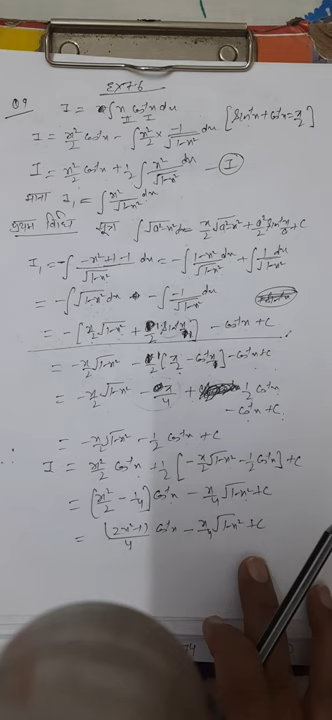 EX 7.6
Q 9 I = ∫ x cos⁻¹x dx
II I
I = x²/2 cos⁻¹x - ∫ x²/2 × -1/√1-x² dx [sin⁻¹x + cos⁻¹x = π/2]
I = x²/2 cos⁻¹x + 1/2 ∫ x²/√1-x² dx — (I)
माना I₁ = ∫ x²/√1-x² dx
प्रथम विधि सूत्र ∫ √a²-x² dx = x/2 √a²-x² + a²/2 sin⁻¹ x/a + C
I₁ = -∫ -x²+1-1/√1-x² dx = -∫ 1-x²/√1-x² dx + ∫ 1/√1-x² dx
= -∫ √1-x² dx - ∫ -1/√1-x² dx
= -[x/2 √1-x² + 1/2 sin⁻¹ x/1] - cos⁻¹x + C
= -x/2 √1-x² - 1/2 [π/2 - cos⁻¹x] - cos⁻¹x + C
= -x/2 √1-x² - π/4 + 1/2 cos⁻¹x
- cos⁻¹x + C
= -x/2 √1-x² - 1/2 cos⁻¹x + C
I = x²/2 cos⁻¹x + 1/2 [-x/2 √1-x² - 1/2 cos⁻¹x] + C
= [x²/2 - 1/4] cos⁻¹x - x/4 √1-x² + C
= (2x²-1)/4 cos⁻¹x - x/4 √1-x² + C